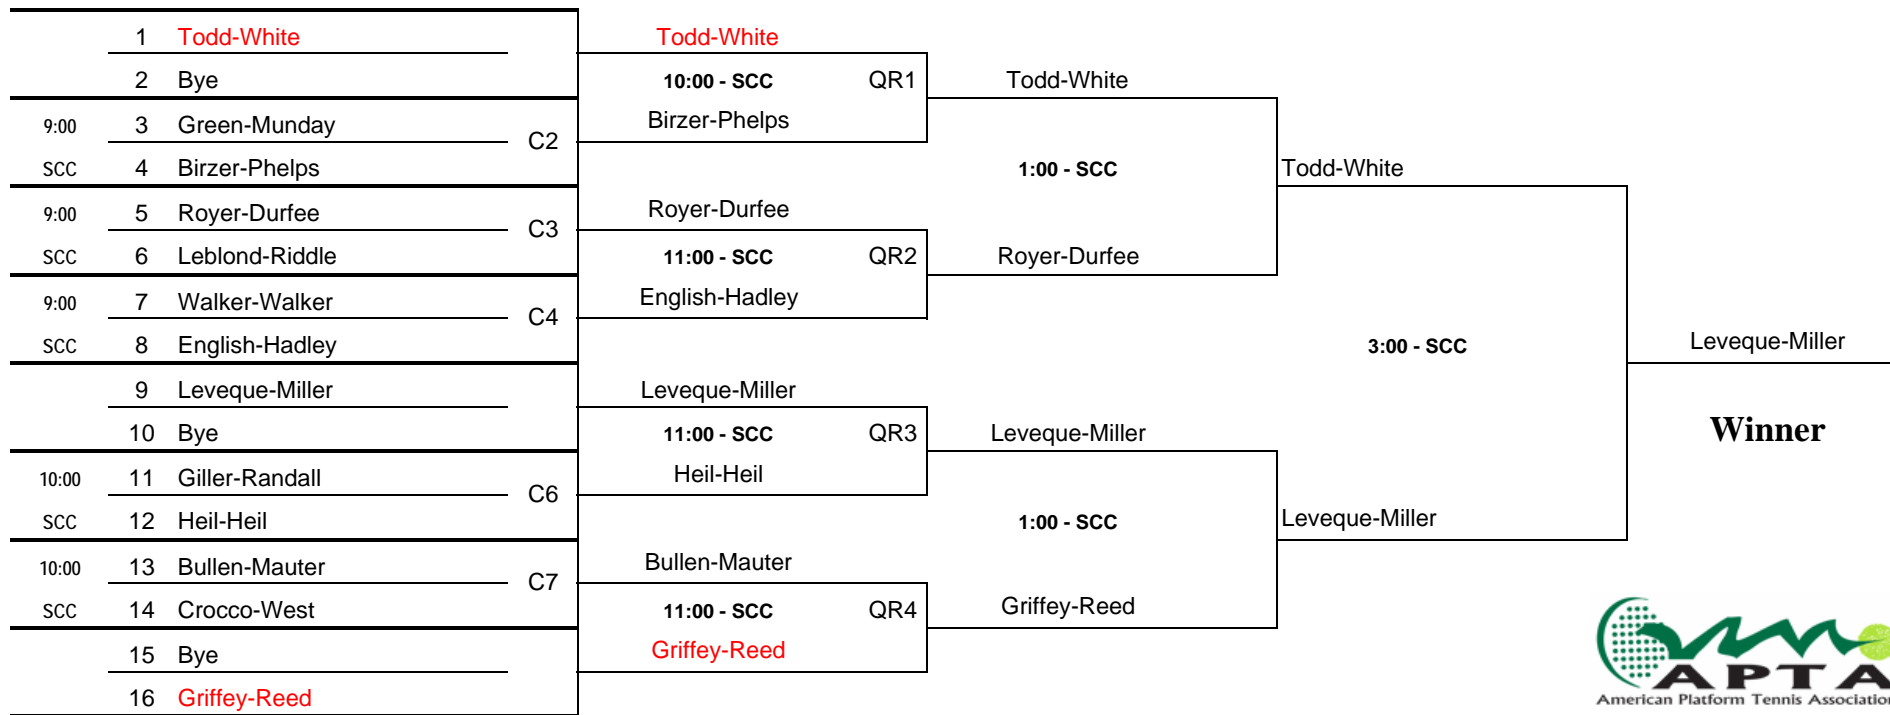 1 Todd-White Todd-White
2 Bye 10:00 - SCC QR1 Todd-White
9:00 3 Green-Munday Birzer-Phelps
C2
SCC 4 Birzer-Phelps 1:00 - SCC Todd-White
9:00 5 Royer-Durfee Royer-Durfee
C3
SCC 6 Leblond-Riddle 11:00 - SCC QR2 Royer-Durfee
9:00 7 Walker-Walker English-Hadley
C4
SCC 8 English-Hadley 3:00 - SCC Leveque-Miller
9 Leveque-Miller Leveque-Miller
10 Bye 11:00 - SCC QR3 Leveque-Miller Winner
10:00 11 Giller-Randall Heil-Heil
C6
SCC 12 Heil-Heil 1:00 - SCC Leveque-Miller
10:00 13 Bullen-Mauter Bullen-Mauter
C7
SCC 14 Crocco-West 11:00 - SCC QR4 Griffey-Reed
15 Bye Griffey-Reed
16 Griffey-Reed
APTA
American Platform Tennis Association